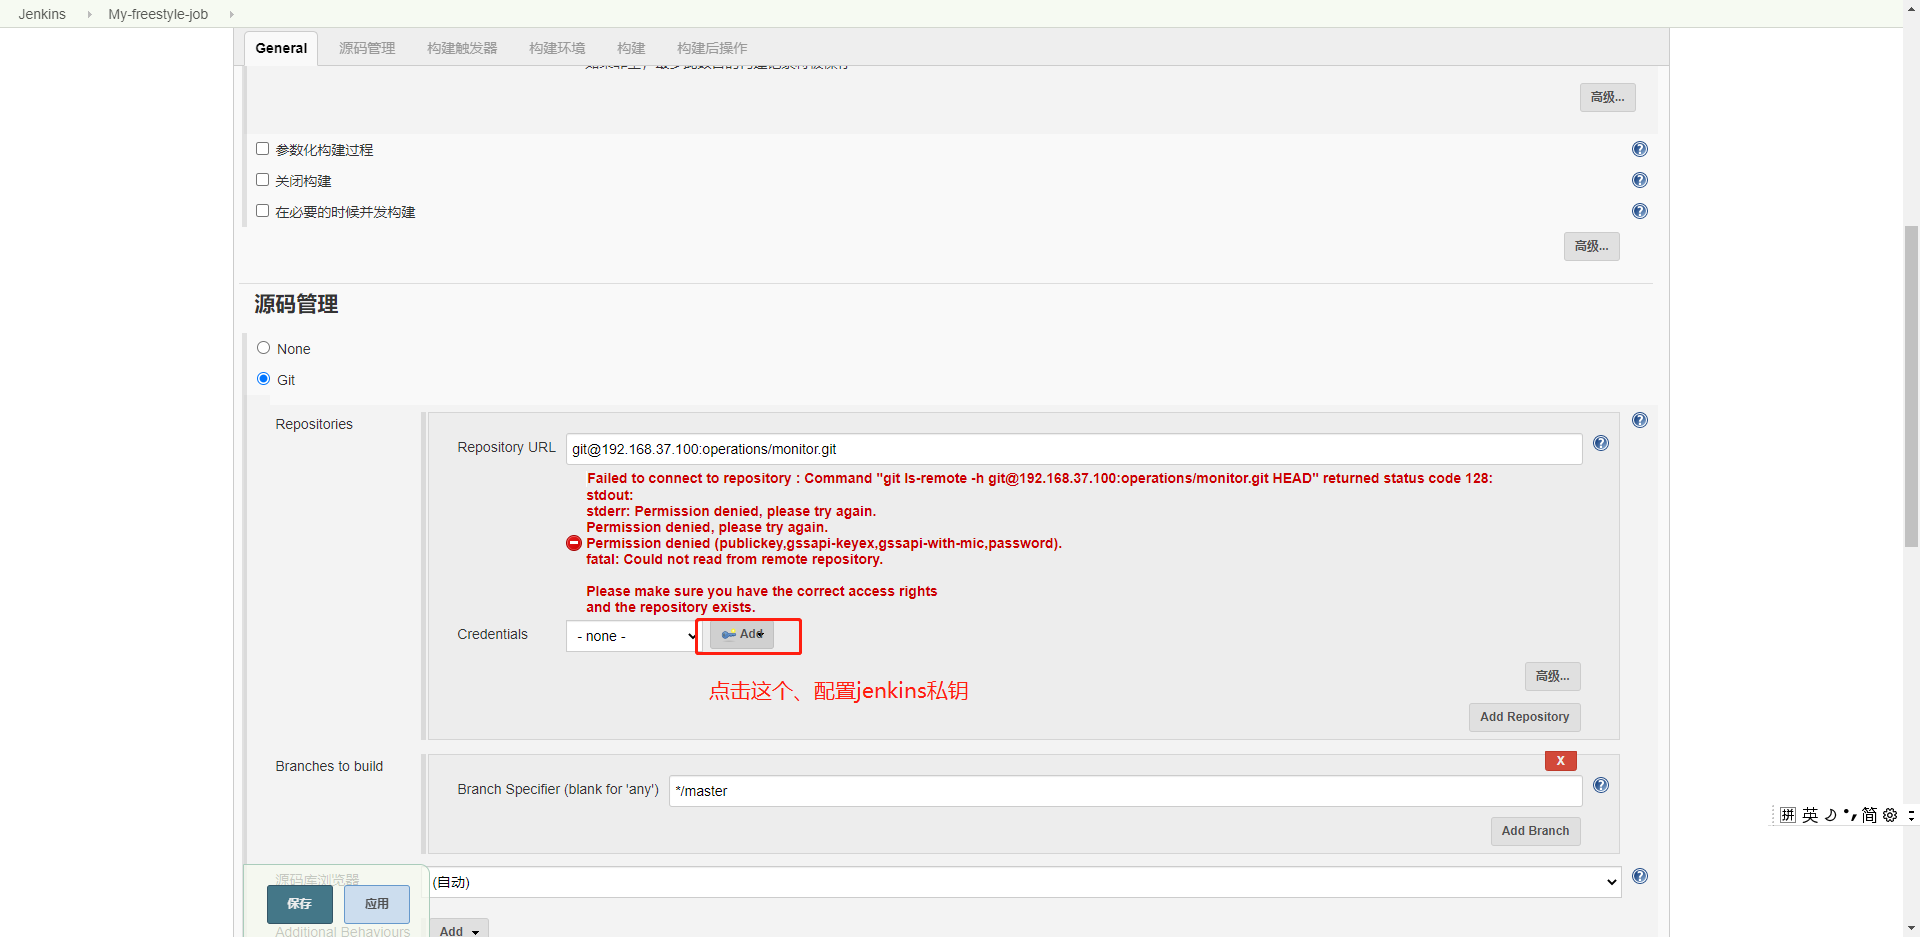 Jenkins
My-freestyle-job
General
源码管理
构建触发器
构建环境
构建
构建后操作
高级...
参数化构建过程
关闭构建
在必要的时候并发构建
高级...
源码管理
None
Git
Repositories
Repository URL
git@192.168.37.100:operations/monitor.git
Failed to connect to repository : Command "git ls-remote -h git@192.168.37.100:operations/monitor.git HEAD" returned status code 128:
stdout:
stderr: Permission denied, please try again.
Permission denied, please try again.
Permission denied (publickey,gssapi-keyex,gssapi-with-mic,password).
fatal: Could not read from remote repository.
Please make sure you have the correct access rights
and the repository exists.
Credentials
- none -
Add
点击这个、配置jenkins私钥
高级...
Add Repository
Branches to build
X
Branch Specifier (blank for 'any')
*/master
Add Branch
拼 英 简
源码库浏览器
(自动)
保存
应用
Additional Behaviours
Add